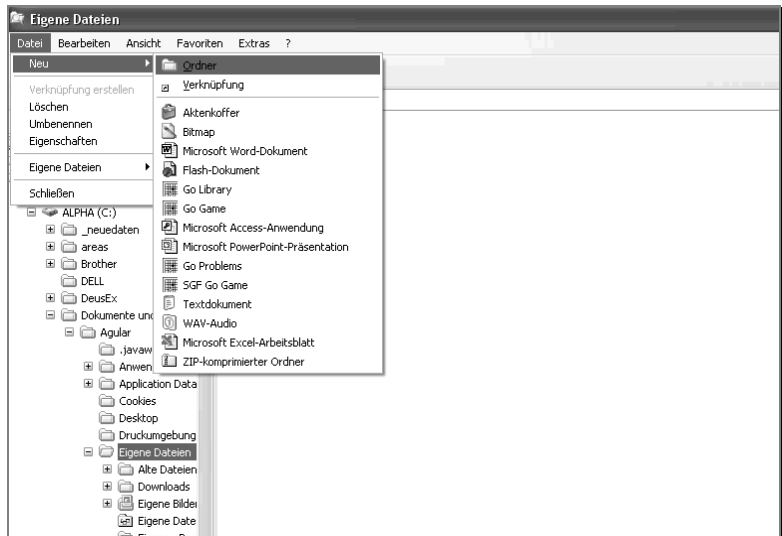 Eigene Dateien
Datei Bearbeiten Ansicht Favoriten Extras ?
Neu
Verknüpfung erstellen
Löschen
Umbenennen
Eigenschaften
Eigene Dateien
Schließen
Ordner
Verknüpfung
Aktenkoffer
Bitmap
Microsoft Word-Dokument
Flash-Dokument
Go Library
Go Game
Microsoft Access-Anwendung
Microsoft PowerPoint-Präsentation
Go Problems
SGF Go Game
Textdokument
WAV-Audio
Microsoft Excel-Arbeitsblatt
ZIP-komprimierter Ordner
ALPHA (C:)
_neuedaten
areas
Brother
DELL
DeusEx
Dokumente und
Agular
.javaw
Anwen
Application Data
Cookies
Desktop
Druckumgebung
Eigene Dateien
Alte Dateien
Downloads
Eigene Bilder
Eigene Date